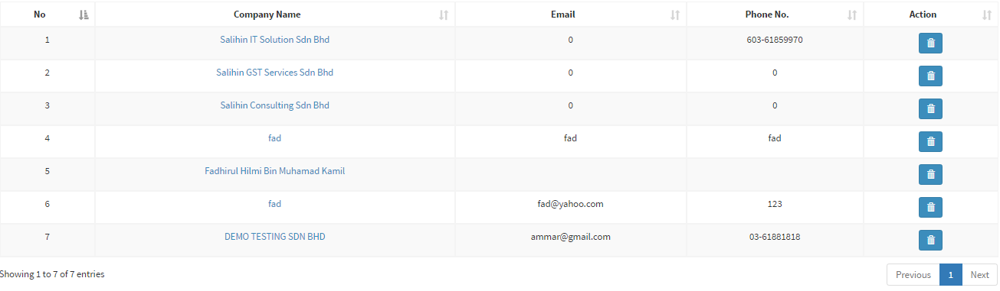 No Company Name Email Phone No. Action
1 Salihin IT Solution Sdn Bhd 0 603-61859970
2 Salihin GST Services Sdn Bhd 0 0
3 Salihin Consulting Sdn Bhd 0 0
4 fad fad fad
5 Fadhirul Hilmi Bin Muhamad Kamil
6 fad fad@yahoo.com 123
7 DEMO TESTING SDN BHD ammar@gmail.com 03-61881818
Showing 1 to 7 of 7 entries Previous 1 Next